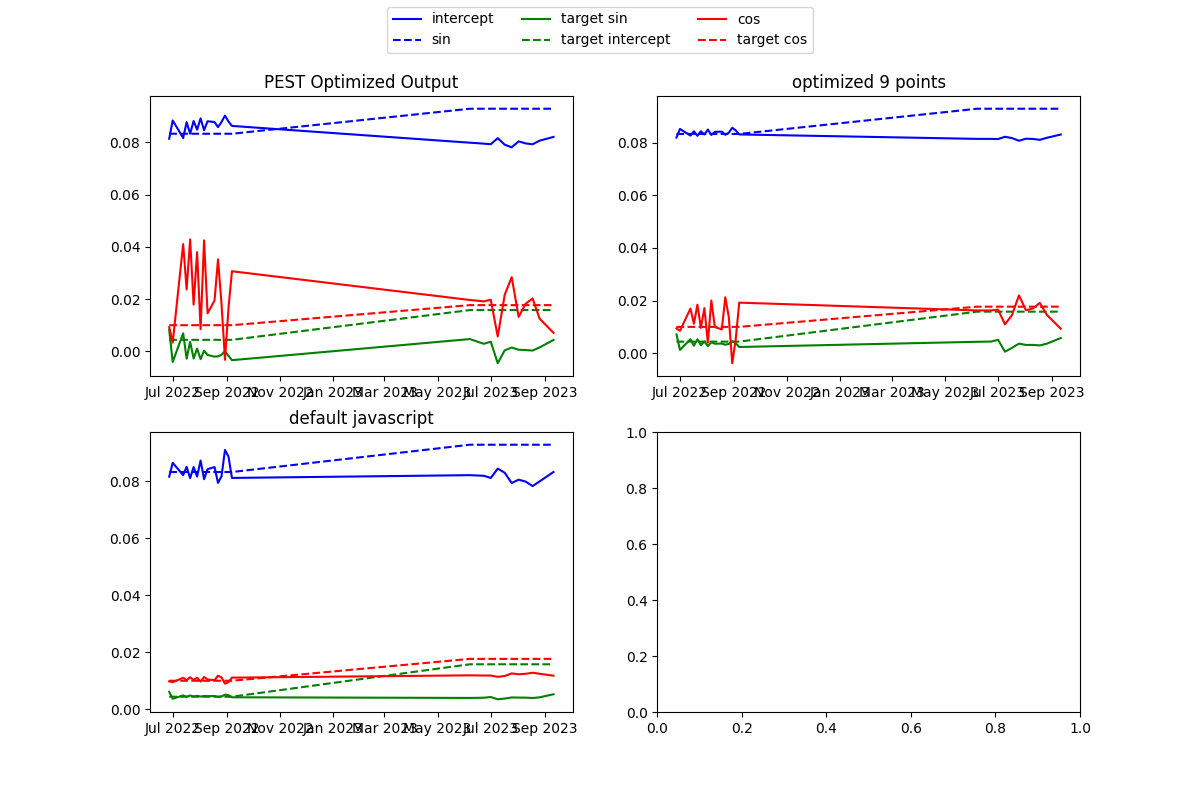 intercept target sin cos
sin target intercept target cos
PEST Optimized Output optimized 9 points
0.08
0.06
0.04
0.02
0.00
Jul 2022 Sep 2022 Nov 2022 Jan 2023 Mar 2023 May 2023 Jul 2023 Sep 2023
0.08
0.06
0.04
0.02
0.00
Jul 2022 Sep 2022 Nov 2022 Jan 2023 Mar 2023 May 2023 Jul 2023 Sep 2023
default javascript
0.08
0.06
0.04
0.02
0.00
Jul 2022 Sep 2022 Nov 2022 Jan 2023 Mar 2023 May 2023 Jul 2023 Sep 2023
1.0
0.8
0.6
0.4
0.2
0.0
0.0 0.2 0.4 0.6 0.8 1.0